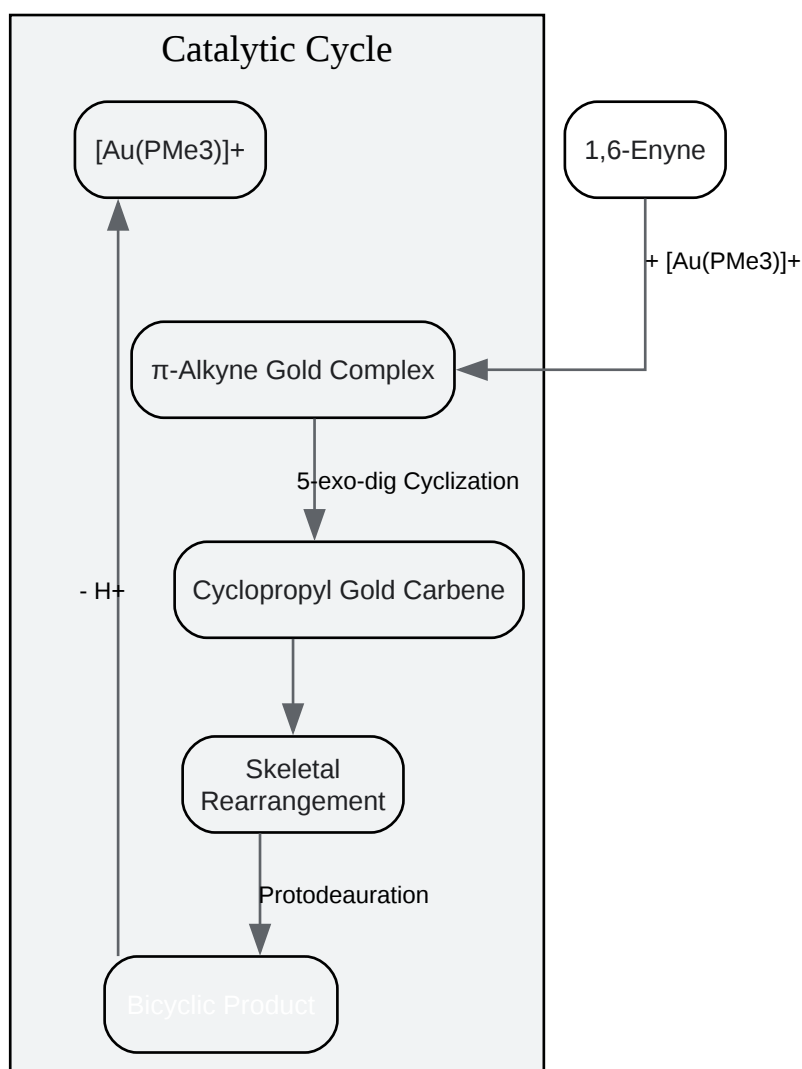 Catalytic Cycle
[Au(PMe3)]+
1,6-Enyne
+ [Au(PMe3)]+
π-Alkyne Gold Complex
5-exo-dig Cyclization
- H+
Cyclopropyl Gold Carbene
Skeletal
Rearrangement
Protodeauration
Bicyclic Product